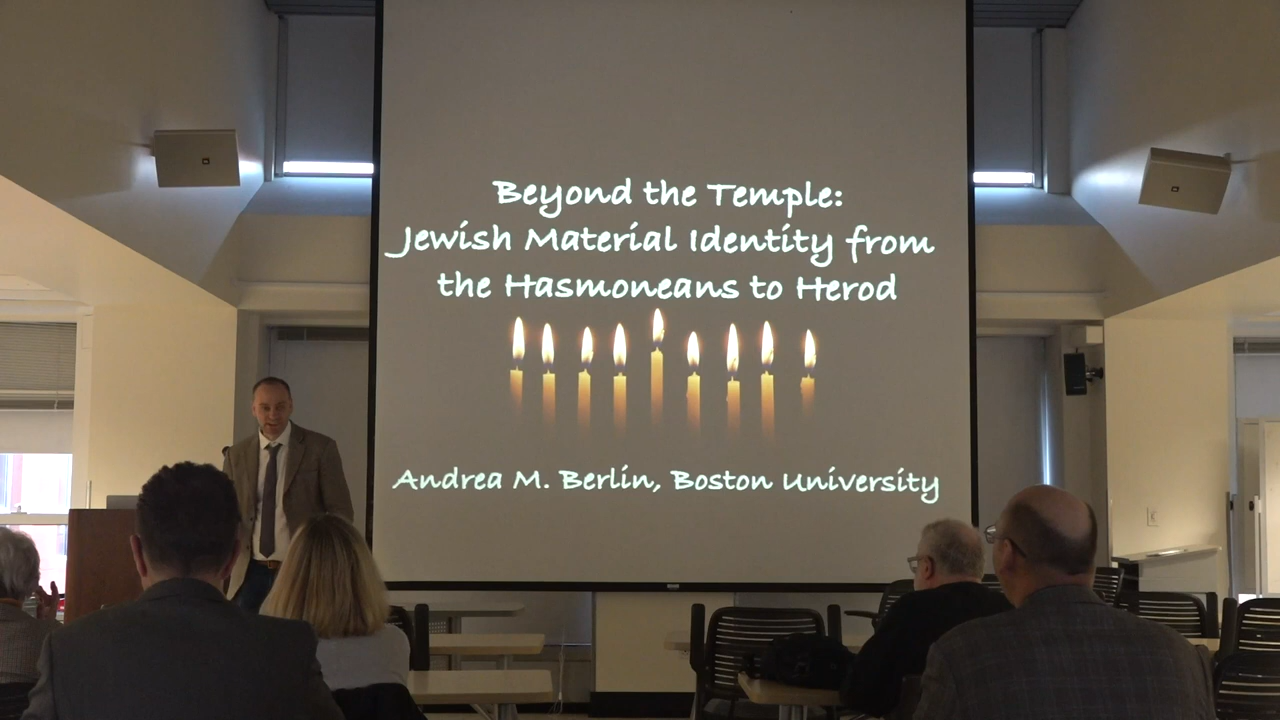 Beyond the Temple:
Jewish Material Identity from
the Hasmoneans to Herod
Andrea M. Berlin, Boston University